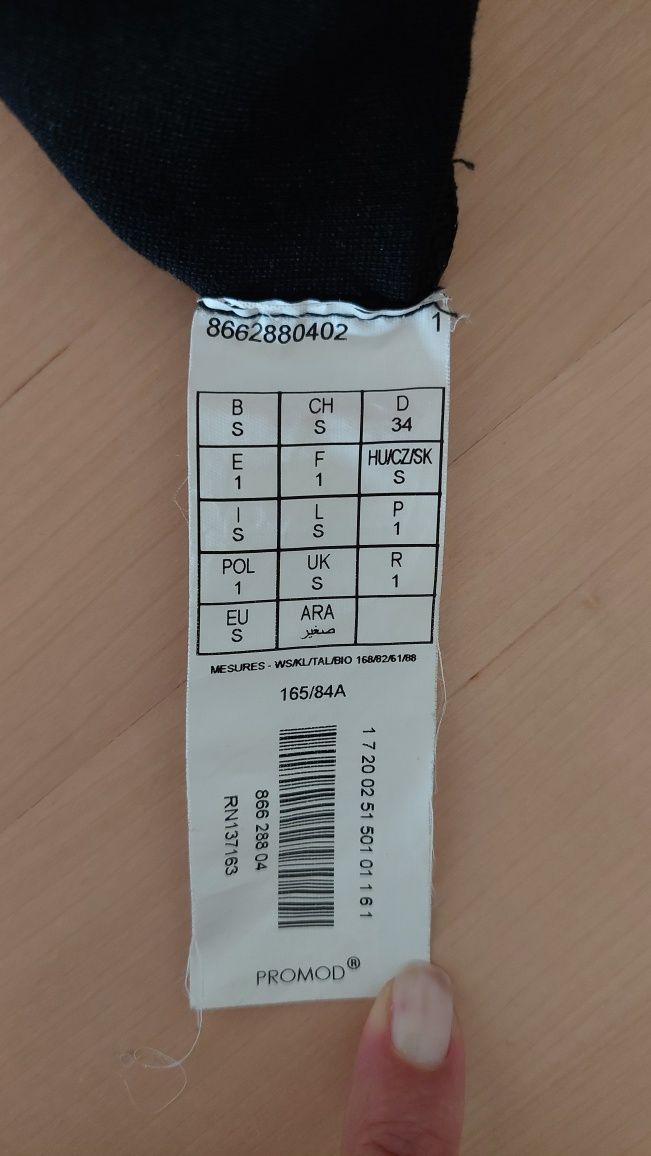 8662880402 1
B CH D
S S 34
E F HU/CZ/SK
1 1 S
I L P
S S 1
POL UK R
1 S 1
EU ARA
S صغير
MESURES - WS/KL/TAL/BIO 168/82/61/88
165/84A
1 7 20 02 51 501 01 1 6 1
866 288 04
RN137163
PROMOD®